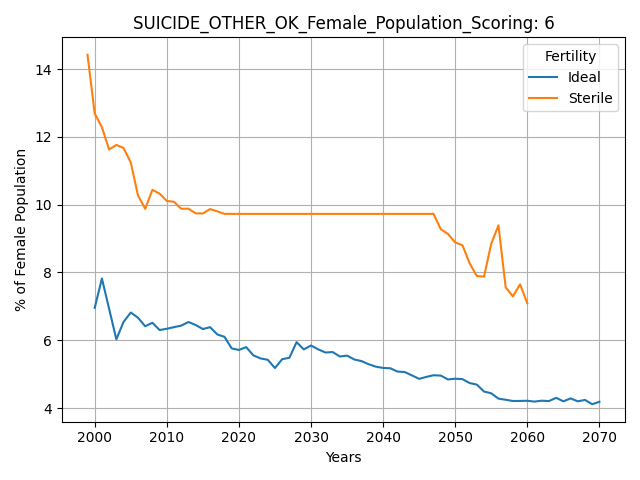 SUICIDE_OTHER_OK_Female_Population_Scoring: 6
Fertility
Ideal
Sterile
% of Female Population
14
12
10
8
6
4
2000 2010 2020 2030 2040 2050 2060 2070
Years